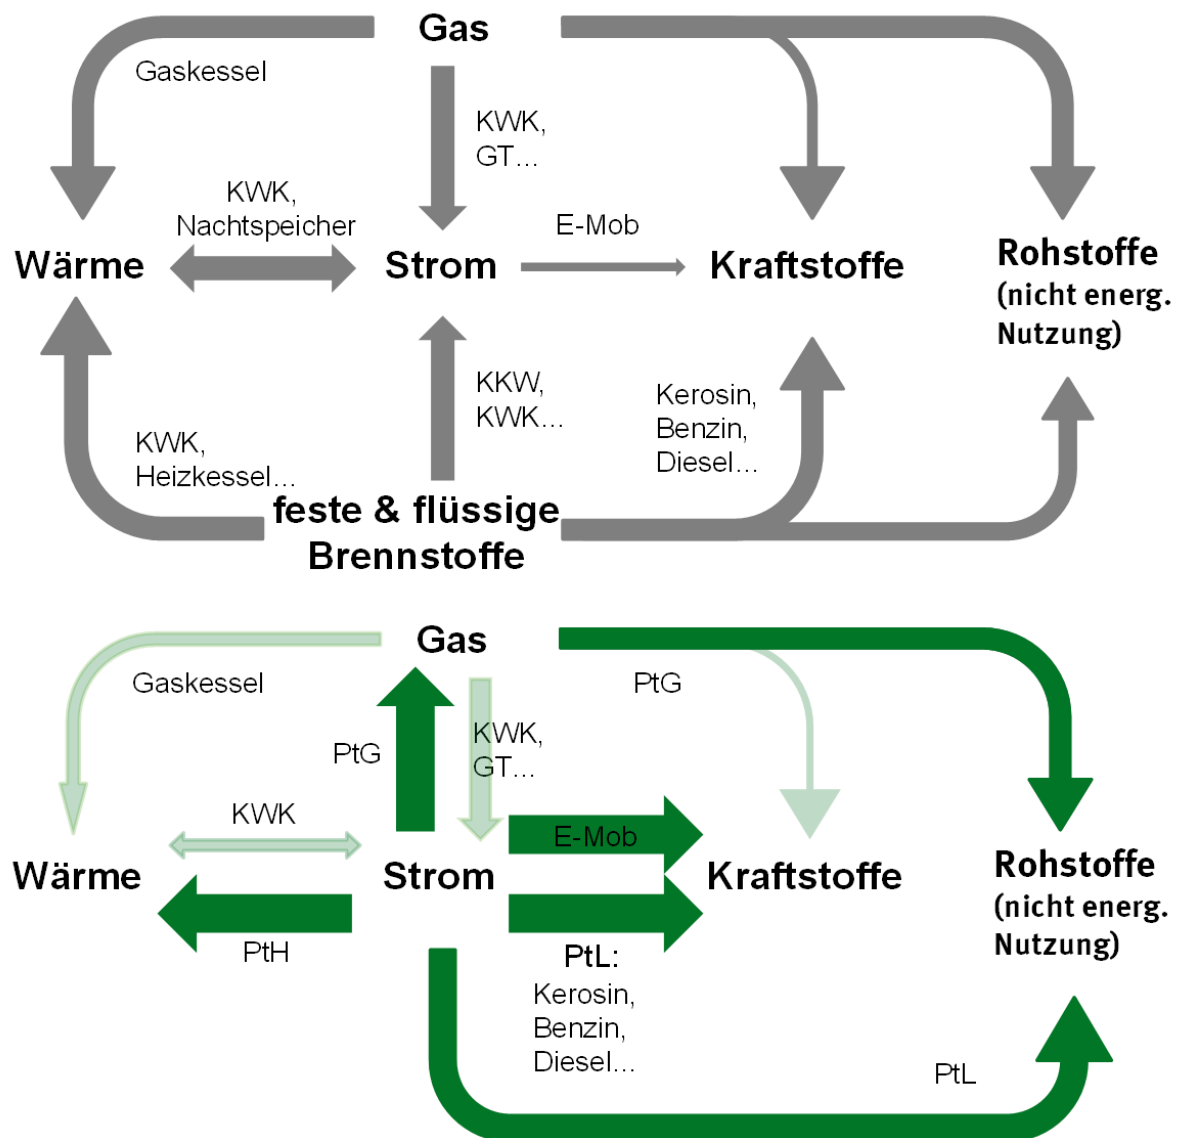 Gas
Gaskessel
KWK,
GT...
KWK,
Nachtspeicher
E-Mob
Wärme
Strom
Kraftstoffe
Rohstoffe
(nicht energ.
Nutzung)
KKW,
KWK...
Kerosin,
Benzin,
Diesel...
KWK,
Heizkessel...
feste & flüssige
Brennstoffe
Gas
Gaskessel
PtG
KWK,
GT...
PtG
KWK
E-Mob
Wärme
Strom
Kraftstoffe
Rohstoffe
(nicht energ.
Nutzung)
PtH
PtL:
Kerosin,
Benzin,
Diesel...
PtL